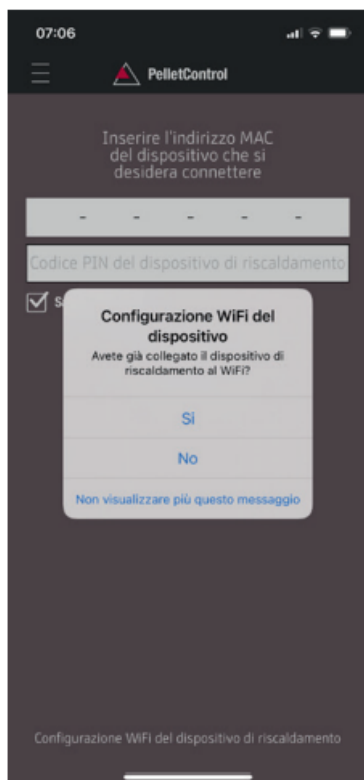 07:06
PelletControl
Inserire l'indirizzo MAC
del dispositivo che si
desidera connettere
- - - - -
Codice PIN del dispositivo di riscaldamento
S
Configurazione WiFi del
dispositivo
Avete già collegato il dispositivo di
riscaldamento al WiFi?
Si
No
Non visualizzare più questo messaggio
Configurazione WiFi del dispositivo di riscaldamento